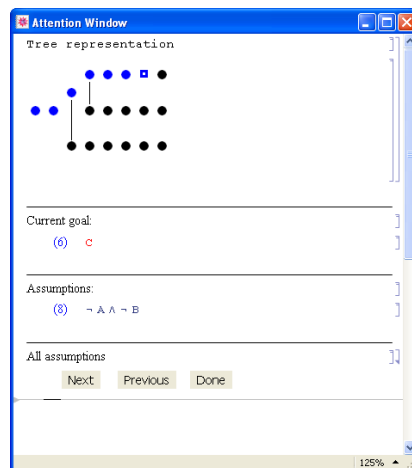 Attention Window
Tree representation
Current goal:
(6) C
Assumptions:
(8) ¬ A ∧ ¬ B
All assumptions
Next Previous Done
125%